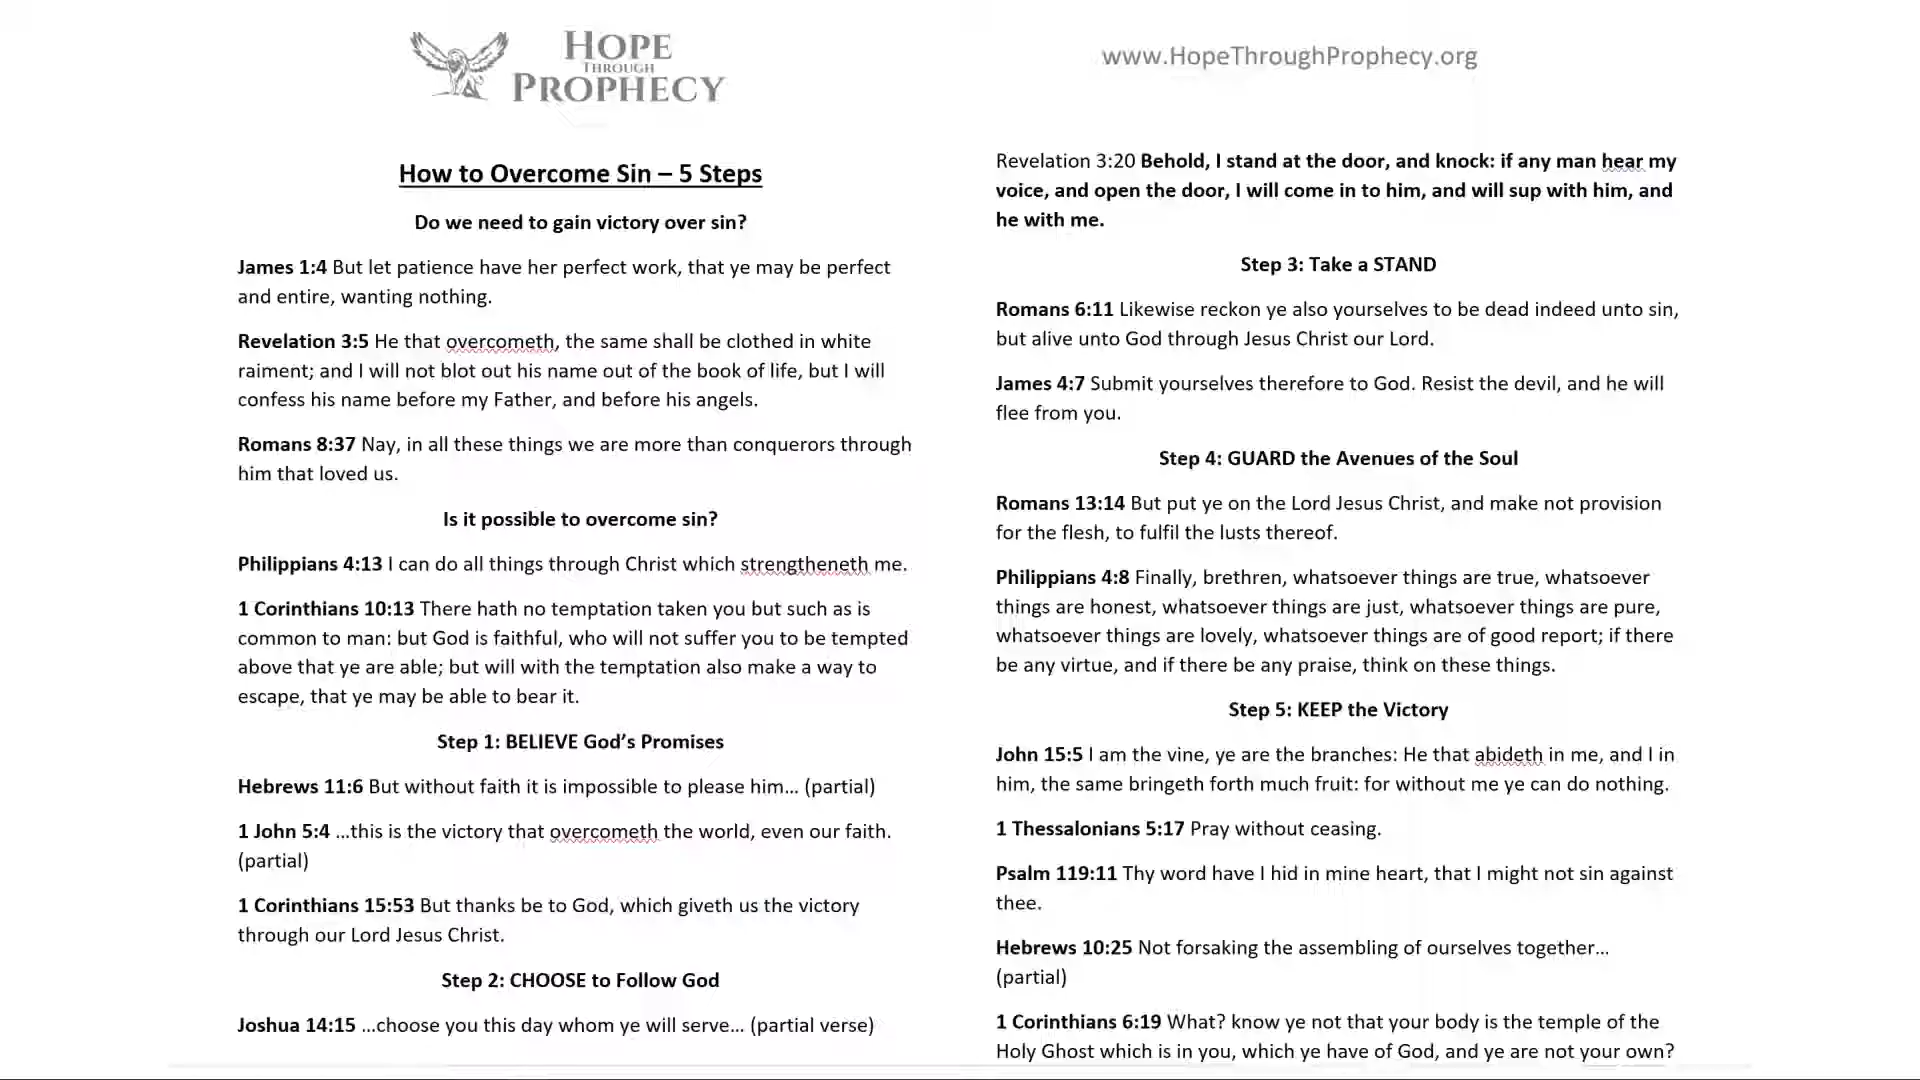 HOPE
THROUGH
PROPHECY
www.HopeThroughProphecy.org
How to Overcome Sin – 5 Steps
Do we need to gain victory over sin?
James 1:4 But let patience have her perfect work, that ye may be perfect
and entire, wanting nothing.
Revelation 3:5 He that overcometh, the same shall be clothed in white
raiment; and I will not blot out his name out of the book of life, but I will
confess his name before my Father, and before his angels.
Romans 8:37 Nay, in all these things we are more than conquerors through
him that loved us.
Is it possible to overcome sin?
Philippians 4:13 I can do all things through Christ which strengtheneth me.
1 Corinthians 10:13 There hath no temptation taken you but such as is
common to man: but God is faithful, who will not suffer you to be tempted
above that ye are able; but will with the temptation also make a way to
escape, that ye may be able to bear it.
Step 1: BELIEVE God’s Promises
Hebrews 11:6 But without faith it is impossible to please him... (partial)
1 John 5:4 ...this is the victory that overcometh the world, even our faith.
(partial)
1 Corinthians 15:53 But thanks be to God, which giveth us the victory
through our Lord Jesus Christ.
Step 2: CHOOSE to Follow God
Joshua 14:15 ...choose you this day whom ye will serve... (partial verse)
Revelation 3:20 Behold, I stand at the door, and knock: if any man hear my
voice, and open the door, I will come in to him, and will sup with him, and
he with me.
Step 3: Take a STAND
Romans 6:11 Likewise reckon ye also yourselves to be dead indeed unto sin,
but alive unto God through Jesus Christ our Lord.
James 4:7 Submit yourselves therefore to God. Resist the devil, and he will
flee from you.
Step 4: GUARD the Avenues of the Soul
Romans 13:14 But put ye on the Lord Jesus Christ, and make not provision
for the flesh, to fulfil the lusts thereof.
Philippians 4:8 Finally, brethren, whatsoever things are true, whatsoever
things are honest, whatsoever things are just, whatsoever things are pure,
whatsoever things are lovely, whatsoever things are of good report; if there
be any virtue, and if there be any praise, think on these things.
Step 5: KEEP the Victory
John 15:5 I am the vine, ye are the branches: He that abideth in me, and I in
him, the same bringeth forth much fruit: for without me ye can do nothing.
1 Thessalonians 5:17 Pray without ceasing.
Psalm 119:11 Thy word have I hid in mine heart, that I might not sin against
thee.
Hebrews 10:25 Not forsaking the assembling of ourselves together...
(partial)
1 Corinthians 6:19 What? know ye not that your body is the temple of the
Holy Ghost which is in you, which ye have of God, and ye are not your own?